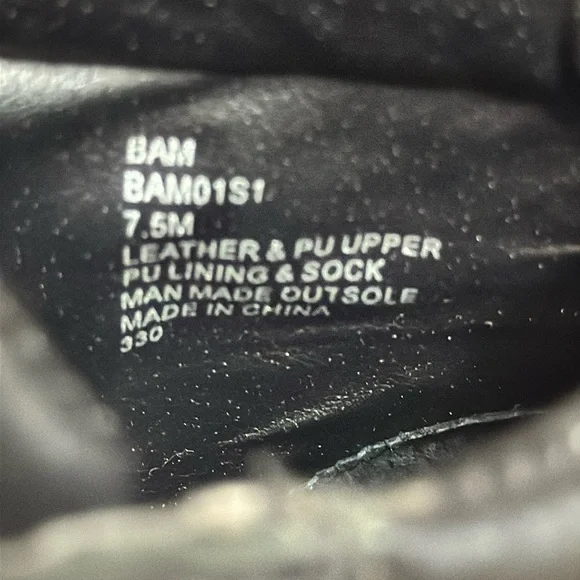 BAM
BAM01S1
7.5M
LEATHER & PU UPPER
PU LINING & SOCK
MAN MADE OUTSOLE
MADE IN CHINA
330